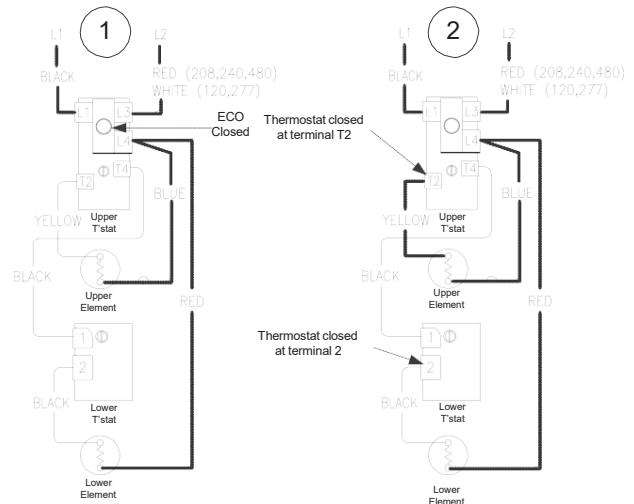 1
L1
L2
BLACK
RED (208,240,480)
WHITE (120,277)
L1
L3
ECO
Closed
L4
T4
T2
BLUE
YELLOW
Upper
T'stat
BLACK
Upper
Element
RED
1
2
BLACK
Lower
T'stat
Lower
Element
2
L1
L2
BLACK
RED (208,240,480)
WHITE (120,277)
L1
L3
Thermostat closed
at terminal T2
L4
T4
T2
BLUE
YELLOW
Upper
T'stat
BLACK
Upper
Element
RED
Thermostat closed
at terminal 2
1
2
BLACK
Lower
T'stat
Lower
Element